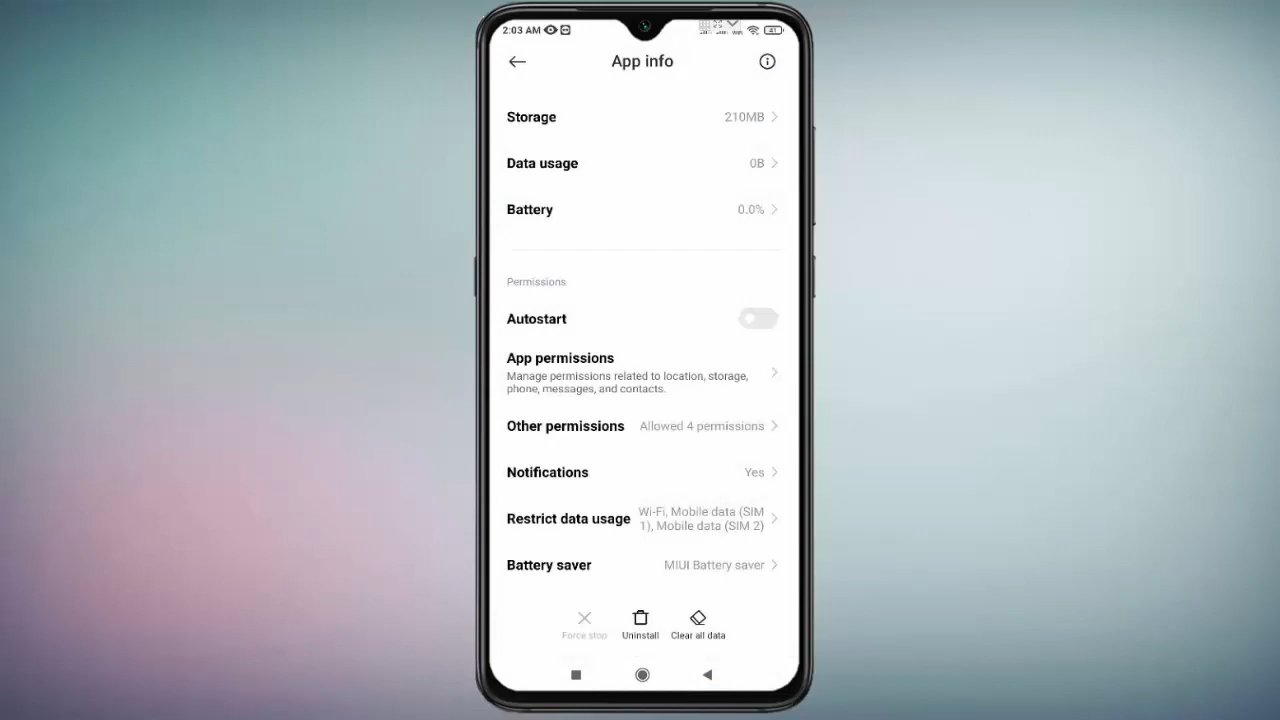 2:03 AM
41
App info
Storage 210MB
Data usage 0B
Battery 0.0%
Permissions
Autostart
App permissions
Manage permissions related to location, storage,
phone, messages, and contacts.
Other permissions Allowed 4 permissions
Notifications Yes
Restrict data usage Wi-Fi, Mobile data (SIM
1), Mobile data (SIM 2)
Battery saver MIUI Battery saver
Force stop Uninstall Clear all data